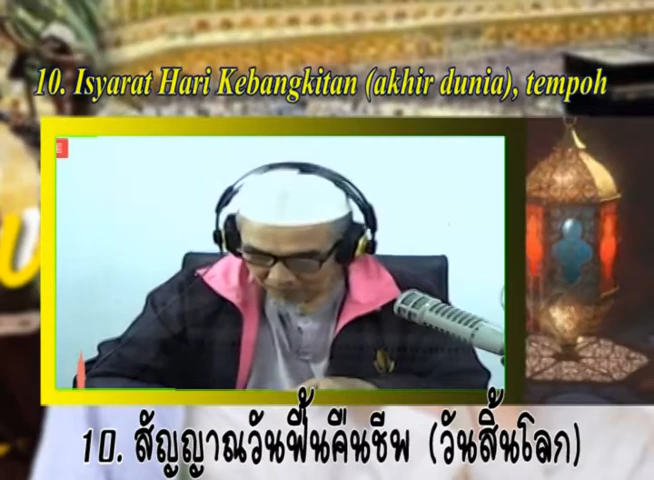 10. Isyarat Hari Kebangkitan (akhir dunia), tempoh
10. สัญญาณวันฟื้นคืนชีพ (วันสิ้นโลก)